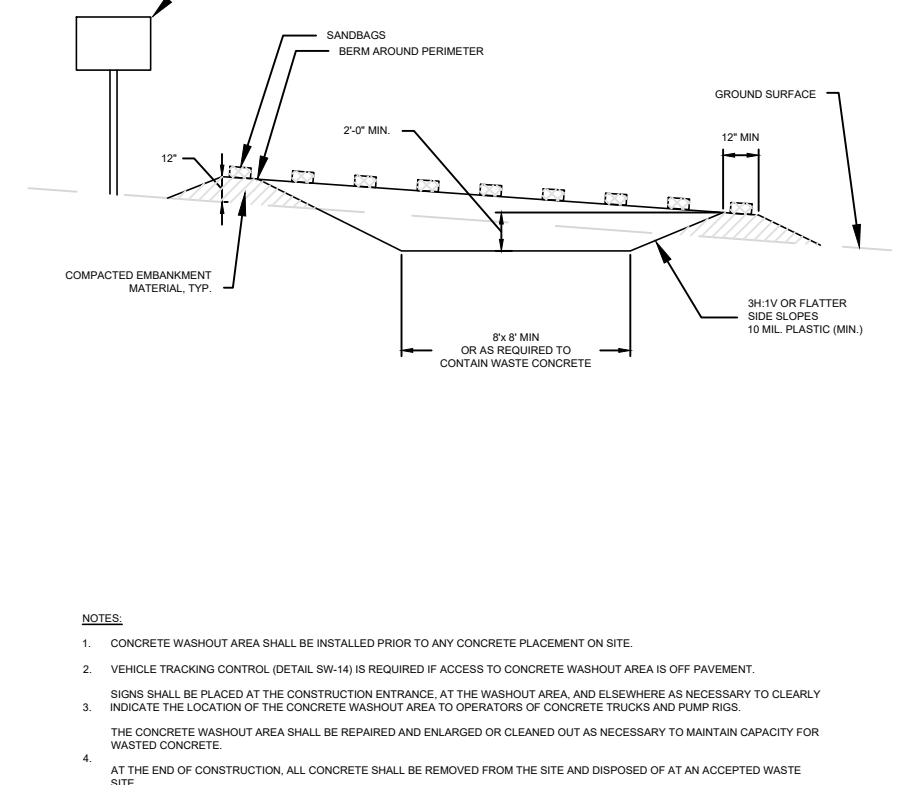 SANDBAGS
BERM AROUND PERIMETER
GROUND SURFACE
2'-0" MIN.
12" MIN
12"
COMPACTED EMBANKMENT
MATERIAL, TYP.
3H:1V OR FLATTER
SIDE SLOPES
10 MIL. PLASTIC (MIN.)
8'x 8' MIN
OR AS REQUIRED TO
CONTAIN WASTE CONCRETE
NOTES:
1. CONCRETE WASHOUT AREA SHALL BE INSTALLED PRIOR TO ANY CONCRETE PLACEMENT ON SITE.
2. VEHICLE TRACKING CONTROL (DETAIL SW-14) IS REQUIRED IF ACCESS TO CONCRETE WASHOUT AREA IS OFF PAVEMENT.
SIGNS SHALL BE PLACED AT THE CONSTRUCTION ENTRANCE, AT THE WASHOUT AREA, AND ELSEWHERE AS NECESSARY TO CLEARLY
3. INDICATE THE LOCATION OF THE CONCRETE WASHOUT AREA TO OPERATORS OF CONCRETE TRUCKS AND PUMP RIGS.
THE CONCRETE WASHOUT AREA SHALL BE REPAIRED AND ENLARGED OR CLEANED OUT AS NECESSARY TO MAINTAIN CAPACITY FOR
WASTED CONCRETE.
4.
AT THE END OF CONSTRUCTION, ALL CONCRETE SHALL BE REMOVED FROM THE SITE AND DISPOSED OF AT AN ACCEPTED WASTE
SITE.